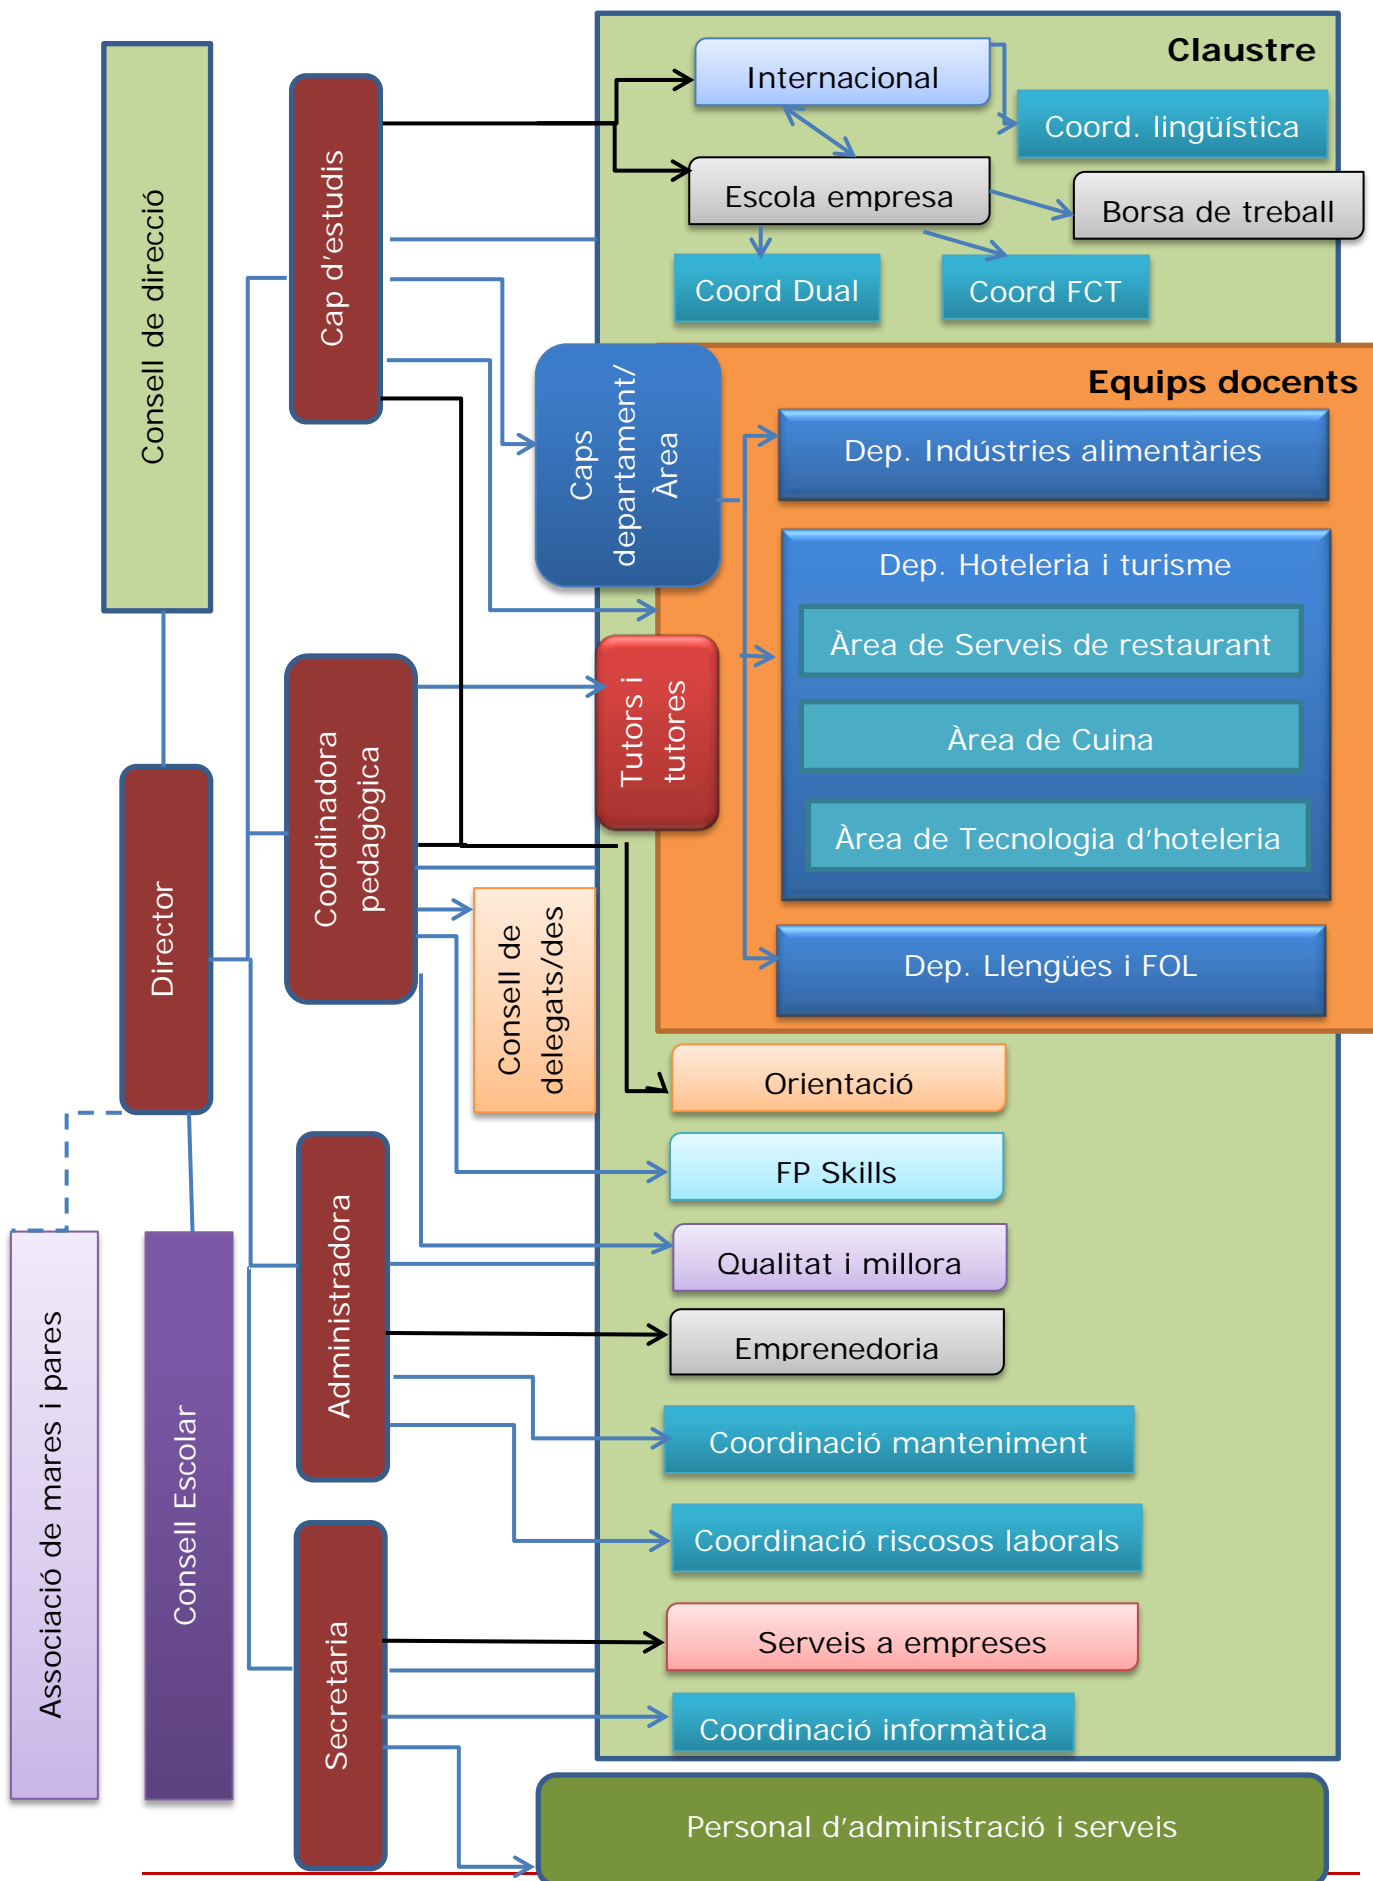 Claustre
Internacional
Coord. lingüística
Escola empresa
Borsa de treball
Coord Dual
Coord FCT
Consell de direcció
Cap d'estudis
Equips docents
Caps
departament/
Àrea
Dep. Indústries alimentàries
Dep. Hoteleria i turisme
Àrea de Serveis de restaurant
Àrea de Cuina
Àrea de Tecnologia d'hoteleria
Dep. Llengües i FOL
Tutors i
tutores
Coordinadora
pedagògica
Director
Consell de
delegats/des
Orientació
FP Skills
Qualitat i millora
Emprenedoria
Administradora
Coordinació manteniment
Coordinació riscosos laborals
Associació de mares i pares
Consell Escolar
Secretaria
Serveis a empreses
Coordinació informàtica
Personal d'administració i serveis